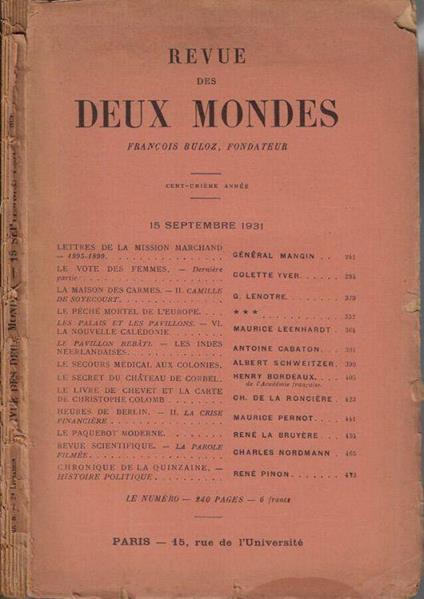 REVUE
DES
DEUX MONDES
FRANÇOIS BULOZ, FONDATEUR
CENT-UNIÈME ANNÉE
15 SEPTEMBRE 1931
LETTRES DE LA MISSION MARCHAND
— 1895-1899. GÉNÉRAL MANGIN 241
LE VOTE DES FEMMES. — Dernière
partie. COLETTE YVER
LA MAISON DES CARMES. — II. CAMILLE
DE SOYECOURT. G. LENOTRE
LE PÉCHÉ MORTEL DE L'EUROPE. ★★★
LES PALAIS ET LES PAVILLONS. — VI.
LA NOUVELLE CALÉDONIE MAURICE LEENHARDT
LE PAVILLON REBÂTI. — LES INDES
NÉERLANDAISES. ANTOINE CABATON
LE SECOURS MÉDICAL AUX COLONIES. ALBERT SCHWEITZER
LE SECRET DU CHÂTEAU DE CORBEL. HENRY BORDEAUX
de l'Académie française.
LE LIVRE DE CHEVET ET LA CARTE
DE CHRISTOPHE COLOMB CH. DE LA RONCIÈRE 423
HEURES DE BERLIN. — II. LA CRISE
FINANCIÈRE MAURICE PERNOT 441
LE PAQUEBOT MODERNE. RENÉ LA BRUYÈRE
REVUE SCIENTIFIQUE. — LA PAROLE
FILMÉE CHARLES NORDMANN 465
CHRONIQUE DE LA QUINZAINE. —
HISTOIRE POLITIQUE RENÉ PINON 473
LE NUMÉRO — 240 PAGES — 6 francs
PARIS — 15, rue de l'Université